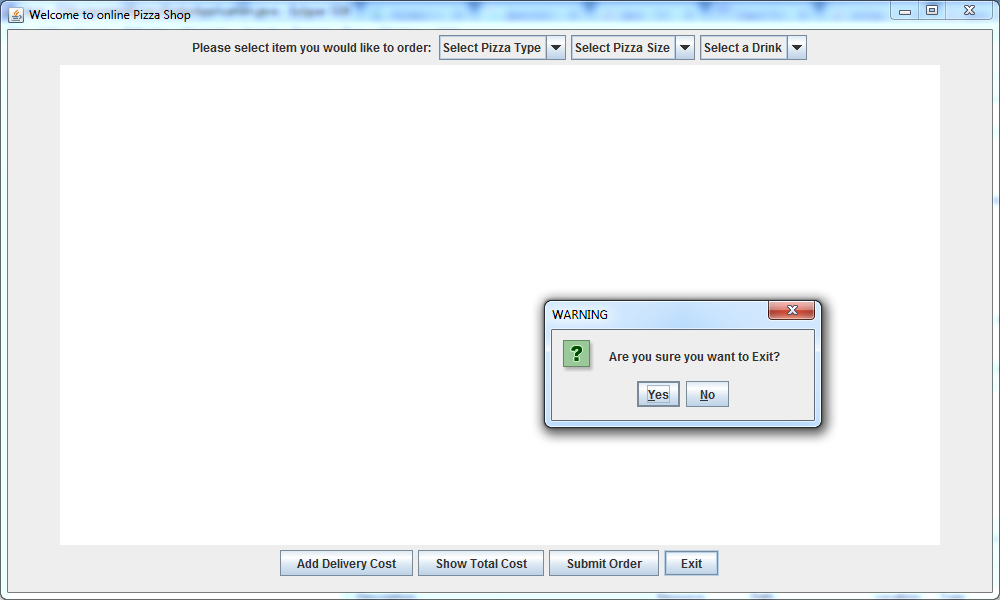 Welcome to online Pizza Shop
Please select item you would like to order: Select Pizza Type Select Pizza Size Select a Drink
WARNING
? Are you sure you want to Exit?
Yes No
Add Delivery Cost Show Total Cost Submit Order Exit